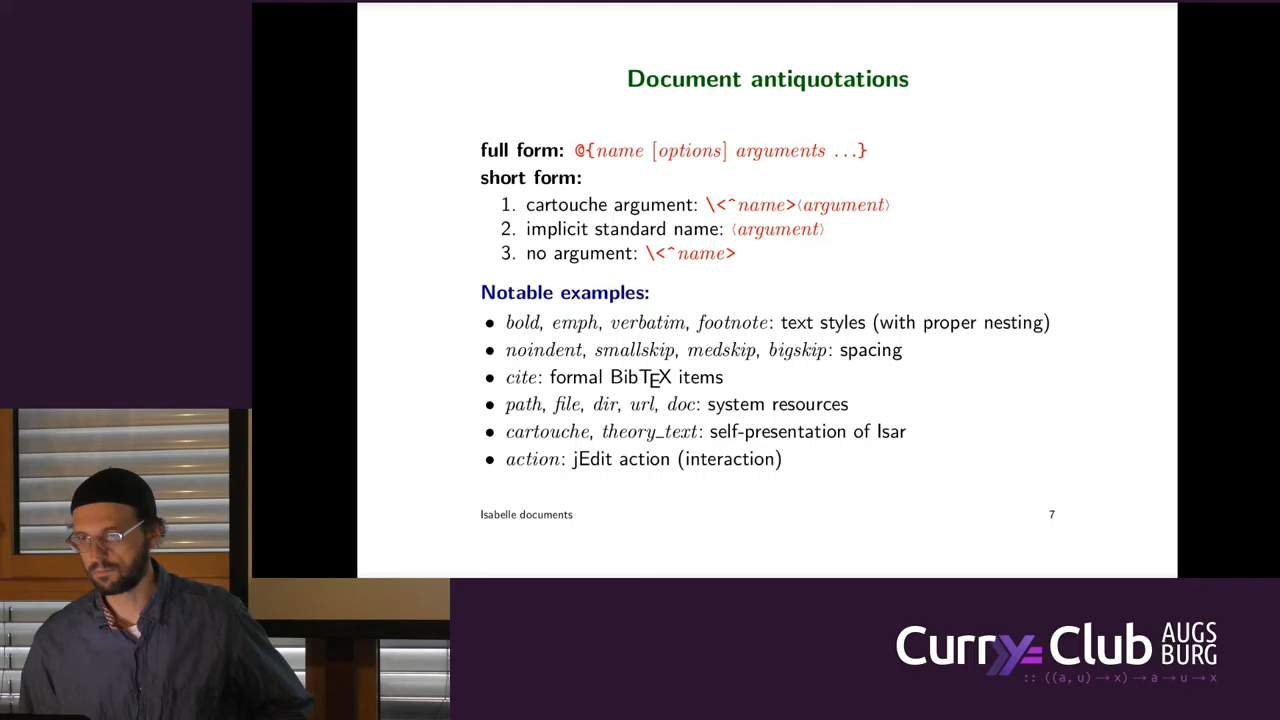 Document antiquotations
full form: @{name [options] arguments ...}
short form:
1. cartouche argument: \<^name>‹argument›
2. implicit standard name: ‹argument›
3. no argument: \<^name>
Notable examples:
• bold, emph, verbatim, footnote: text styles (with proper nesting)
• noindent, smallskip, medskip, bigskip: spacing
• cite: formal BibTEX items
• path, file, dir, url, doc: system resources
• cartouche, theory_text: self-presentation of Isar
• action: jEdit action (interaction)
Isabelle documents 7
Curry Club AUGS
BURG
:: ((a, u) → x) → a → u → x